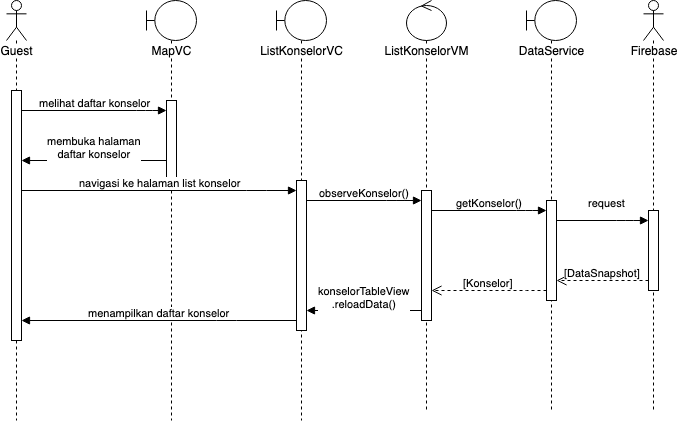 Guest
MapVC
ListKonselorVC
ListKonselorVM
DataService
Firebase
melihat daftar konselor
membuka halaman
daftar konselor
navigasi ke halaman list konselor
observeKonselor()
getKonselor()
request
[DataSnapshot]
[Konselor]
konselorTableView
.reloadData()
menampilkan daftar konselor